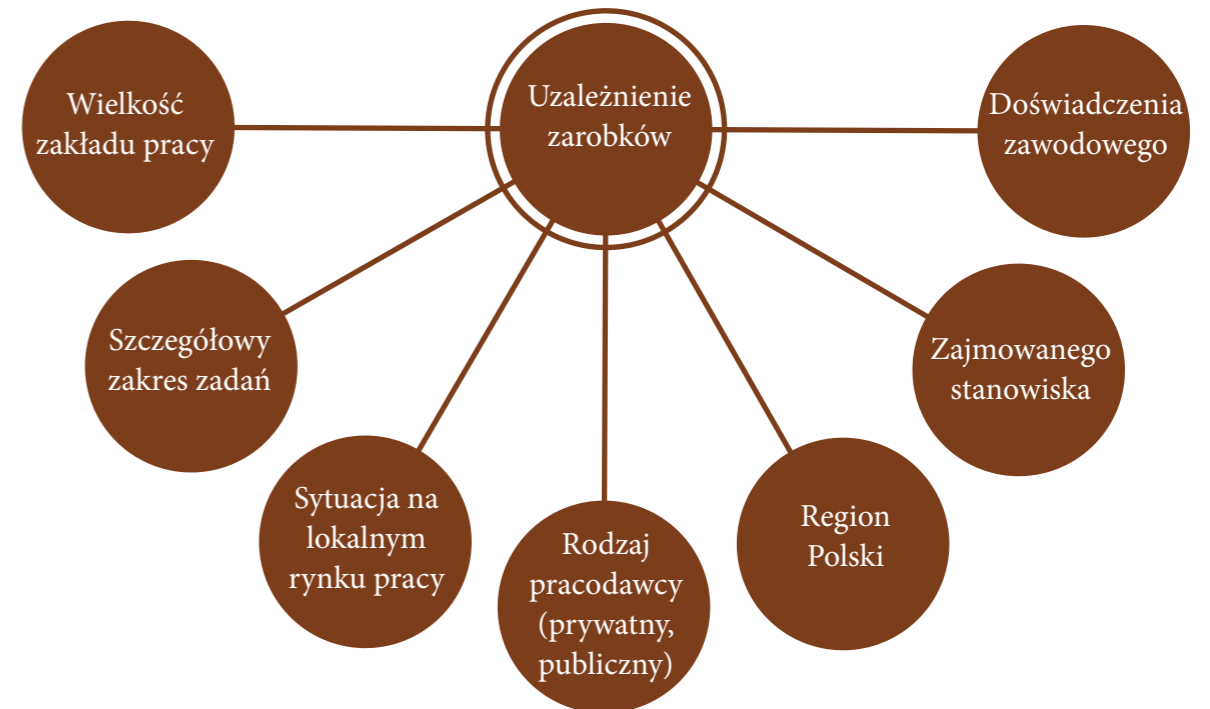 Uzależnienie
zarobków
Wielkość
zakładu pracy
Szczegółowy
zakres zadań
Sytuacja na
lokalnym
rynku pracy
Rodzaj
pracodawcy
(prywatny,
publiczny)
Region
Polski
Zajmowanego
stanowiska
Doświadczenia
zawodowego